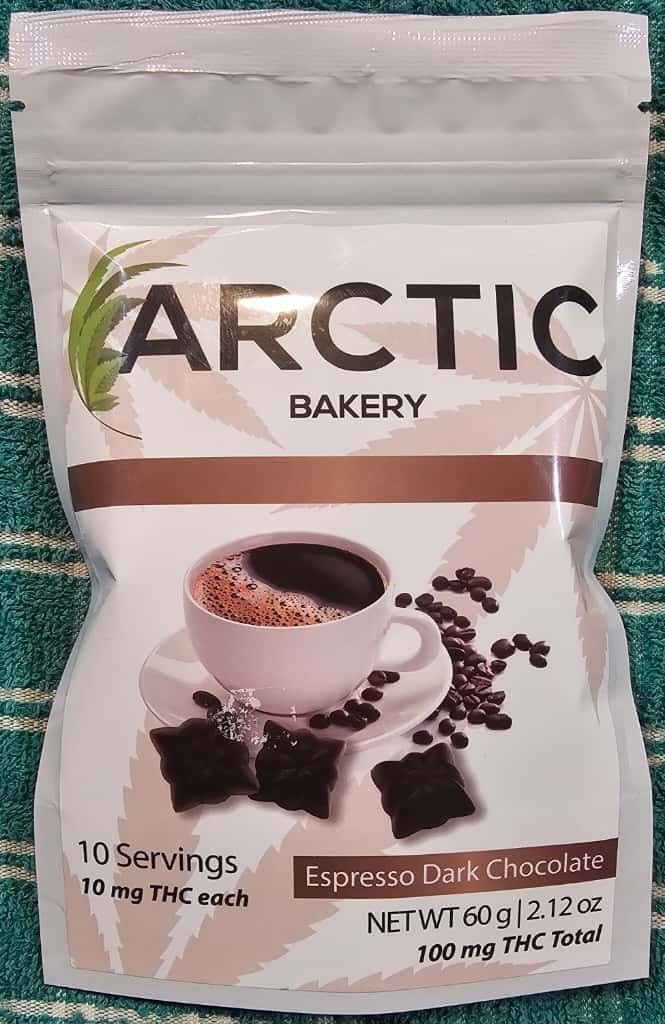 ARCTIC
BAKERY
10 Servings
10 mg THC each
Espresso Dark Chocolate
NET WT 60 g | 2.12 oz
100 mg THC Total